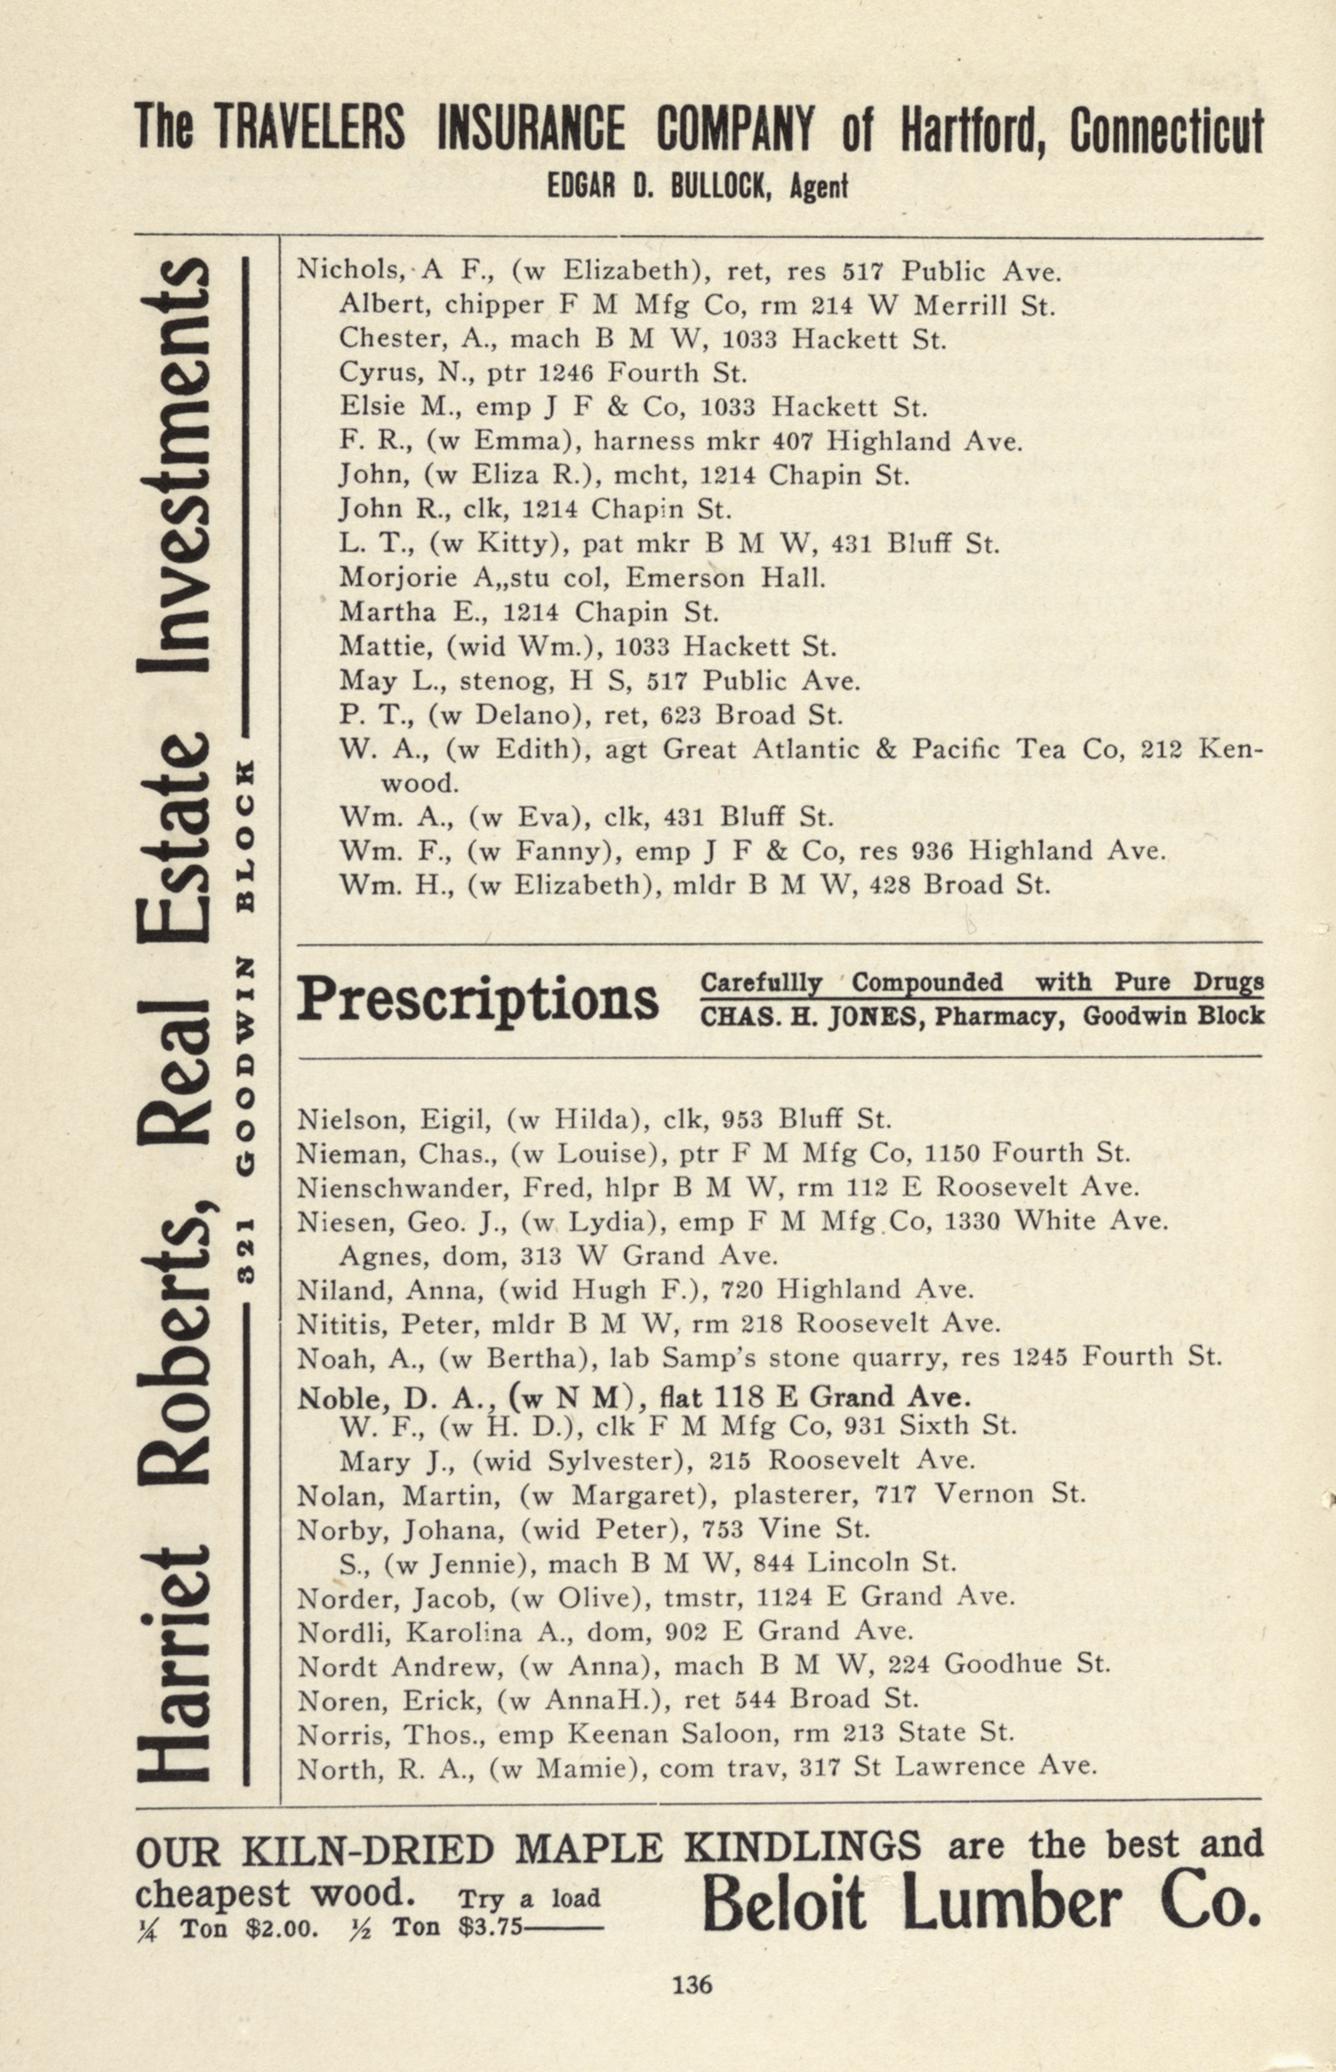 The TRAVELERS INSURANCE COMPANY of Hartford, Connecticut
EDGAR D. BULLOCK, Agent
Harriet Roberts, Real Estate Investments
321 GOODWIN BLOCK
Nichols, A F., (w Elizabeth), ret, res 517 Public Ave.
Albert, chipper F M Mfg Co, rm 214 W Merrill St.
Chester, A., mach B M W, 1033 Hackett St.
Cyrus, N., ptr 1246 Fourth St.
Elsie M., emp J F & Co, 1033 Hackett St.
F. R., (w Emma), harness mkr 407 Highland Ave.
John, (w Eliza R.), mcht, 1214 Chapin St.
John R., clk, 1214 Chapin St.
L. T., (w Kitty), pat mkr B M W, 431 Bluff St.
Morjorie A,,stu col, Emerson Hall.
Martha E., 1214 Chapin St.
Mattie, (wid Wm.), 1033 Hackett St.
May L., stenog, H S, 517 Public Ave.
P. T., (w Delano), ret, 623 Broad St.
W. A., (w Edith), agt Great Atlantic & Pacific Tea Co, 212 Ken-
wood.
Wm. A., (w Eva), clk, 431 Bluff St.
Wm. F., (w Fanny), emp J F & Co, res 936 Highland Ave.
Wm. H., (w Elizabeth), mldr B M W, 428 Broad St.
Prescriptions
Carefullly Compounded with Pure Drugs
CHAS. H. JONES, Pharmacy, Goodwin Block
Nielson, Eigil, (w Hilda), clk, 953 Bluff St.
Nieman, Chas., (w Louise), ptr F M Mfg Co, 1150 Fourth St.
Nienschwander, Fred, hlpr B M W, rm 112 E Roosevelt Ave.
Niesen, Geo. J., (w Lydia), emp F M Mfg Co, 1330 White Ave.
Agnes, dom, 313 W Grand Ave.
Niland, Anna, (wid Hugh F.), 720 Highland Ave.
Nititis, Peter, mldr B M W, rm 218 Roosevelt Ave.
Noah, A., (w Bertha), lab Samp's stone quarry, res 1245 Fourth St.
Noble, D. A., (w N M), flat 118 E Grand Ave.
W. F., (w H. D.), clk F M Mfg Co, 931 Sixth St.
Mary J., (wid Sylvester), 215 Roosevelt Ave.
Nolan, Martin, (w Margaret), plasterer, 717 Vernon St.
Norby, Johana, (wid Peter), 753 Vine St.
S., (w Jennie), mach B M W, 844 Lincoln St.
Norder, Jacob, (w Olive), tmstr, 1124 E Grand Ave.
Nordli, Karolina A., dom, 902 E Grand Ave.
Nordt Andrew, (w Anna), mach B M W, 224 Goodhue St.
Noren, Erick, (w AnnaH.), ret 544 Broad St.
Norris, Thos., emp Keenan Saloon, rm 213 State St.
North, R. A., (w Mamie), com trav, 317 St Lawrence Ave.
OUR KILN-DRIED MAPLE KINDLINGS are the best and
cheapest wood. Try a load
¼ Ton $2.00. ½ Ton $3.75
Beloit Lumber Co.
136